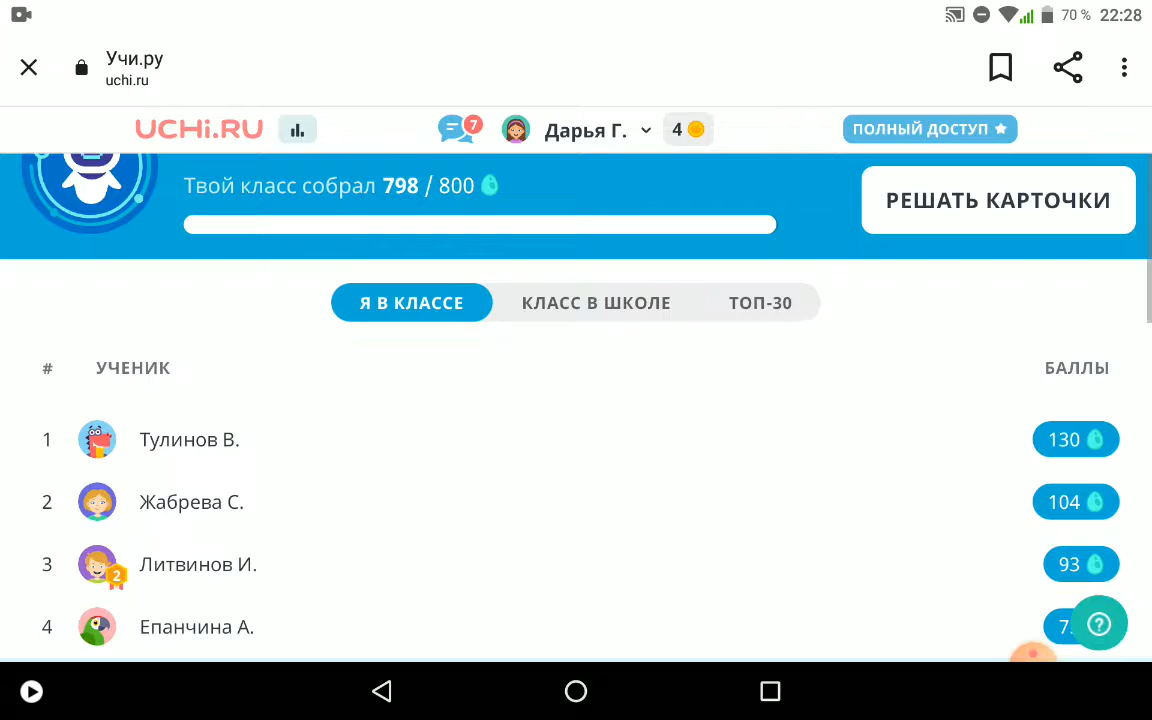 70 % 22:28
Учи.ру
uchi.ru
UCHi.RU
7
Дарья Г.
4
ПОЛНЫЙ ДОСТУП
Твой класс собрал 798 / 800
РЕШАТЬ КАРТОЧКИ
Я В КЛАССЕ
КЛАСС В ШКОЛЕ
ТОП-30
# УЧЕНИК БАЛЛЫ
1 Тулинов В. 130
2 Жабрева С. 104
3 2 Литвинов И. 93
4 Епанчина А.
?